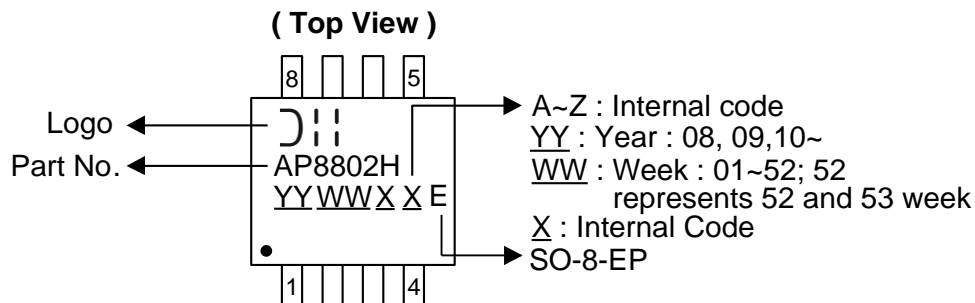 ( Top View )
8 5
Logo
Part No.
AP8802H
YY WW X X E
1 4
A~Z : Internal code
YY : Year : 08, 09,10~
WW : Week : 01~52; 52
represents 52 and 53 week
X : Internal Code
SO-8-EP